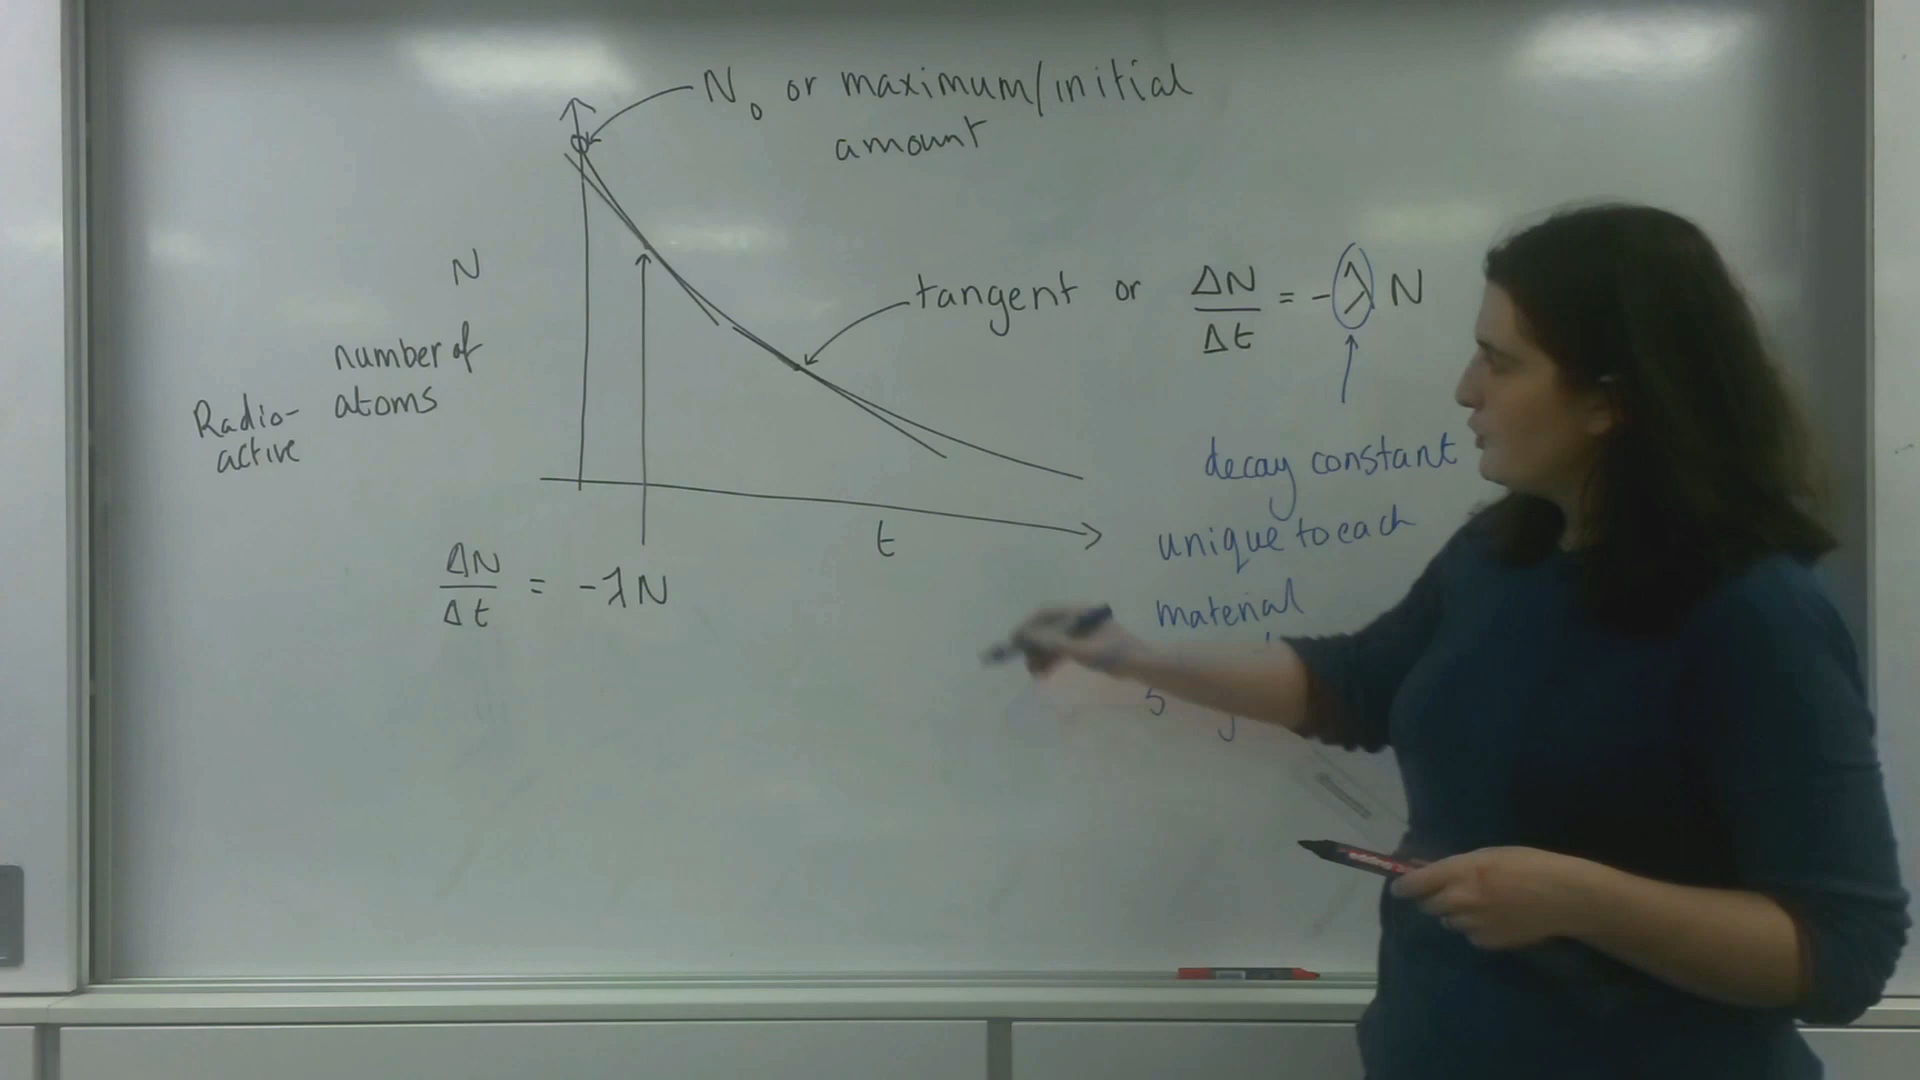 N₀ or maximum/initial
amount
N
number of
atoms
Radio-
active
tangent or ΔN/Δt = -λN
decay constant
unique to each
material
t
ΔN/Δt = -λN